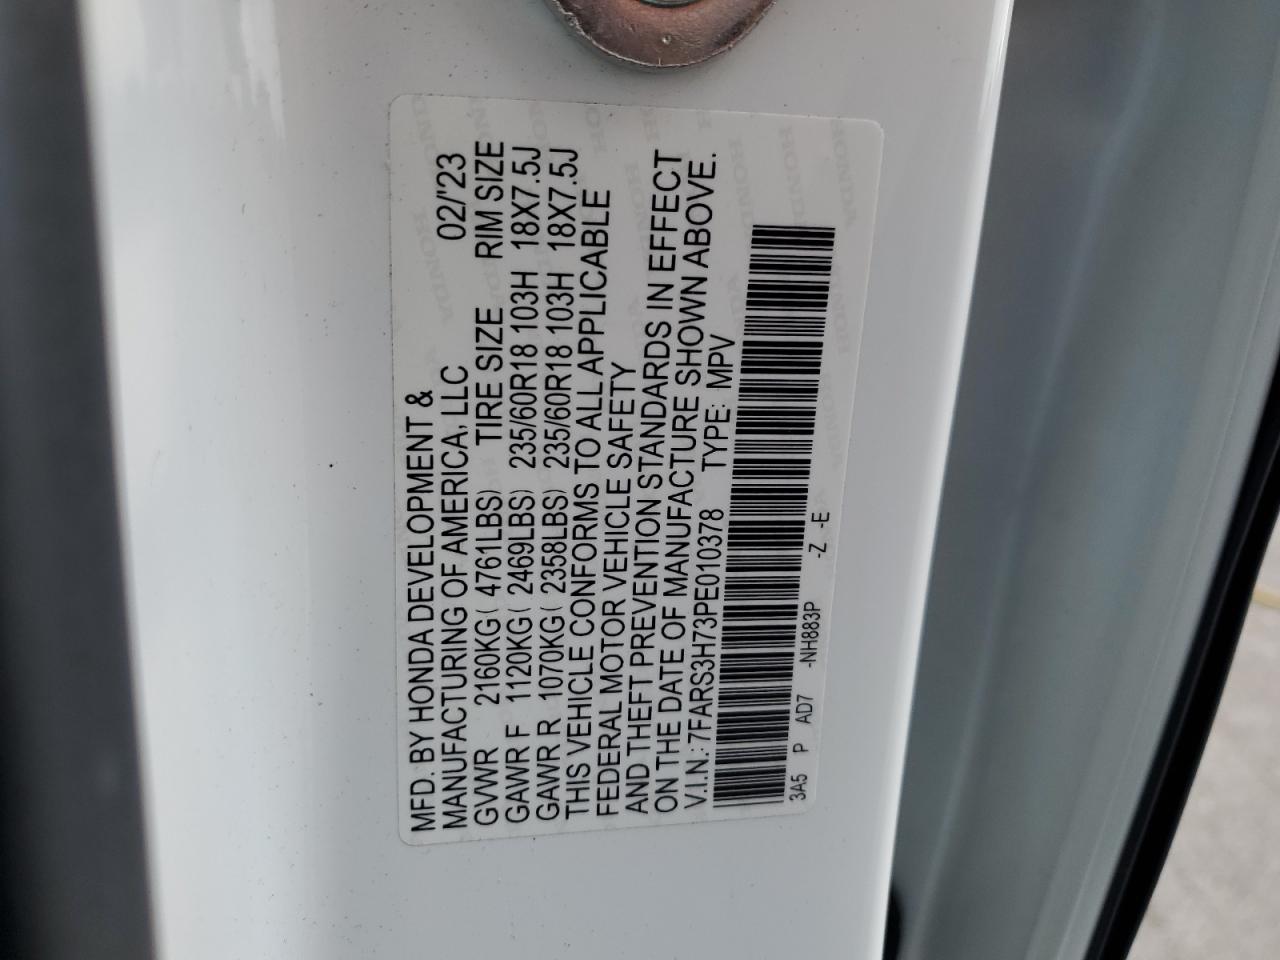 MFD. BY HONDA DEVELOPMENT &
MANUFACTURING OF AMERICA, LLC 02/'23
GVWR 2160KG( 4761LBS) TIRE SIZE RIM SIZE
GAWR F 1120KG( 2469LBS) 235/60R18 103H 18X7.5J
GAWR R 1070KG( 2358LBS) 235/60R18 103H 18X7.5J
THIS VEHICLE CONFORMS TO ALL APPLICABLE
FEDERAL MOTOR VEHICLE SAFETY
AND THEFT PREVENTION STANDARDS IN EFFECT
ON THE DATE OF MANUFACTURE SHOWN ABOVE.
V.I.N.: 7FARS3H73PE010378 TYPE: MPV
3A5 P AD7 -NH883P -Z -E